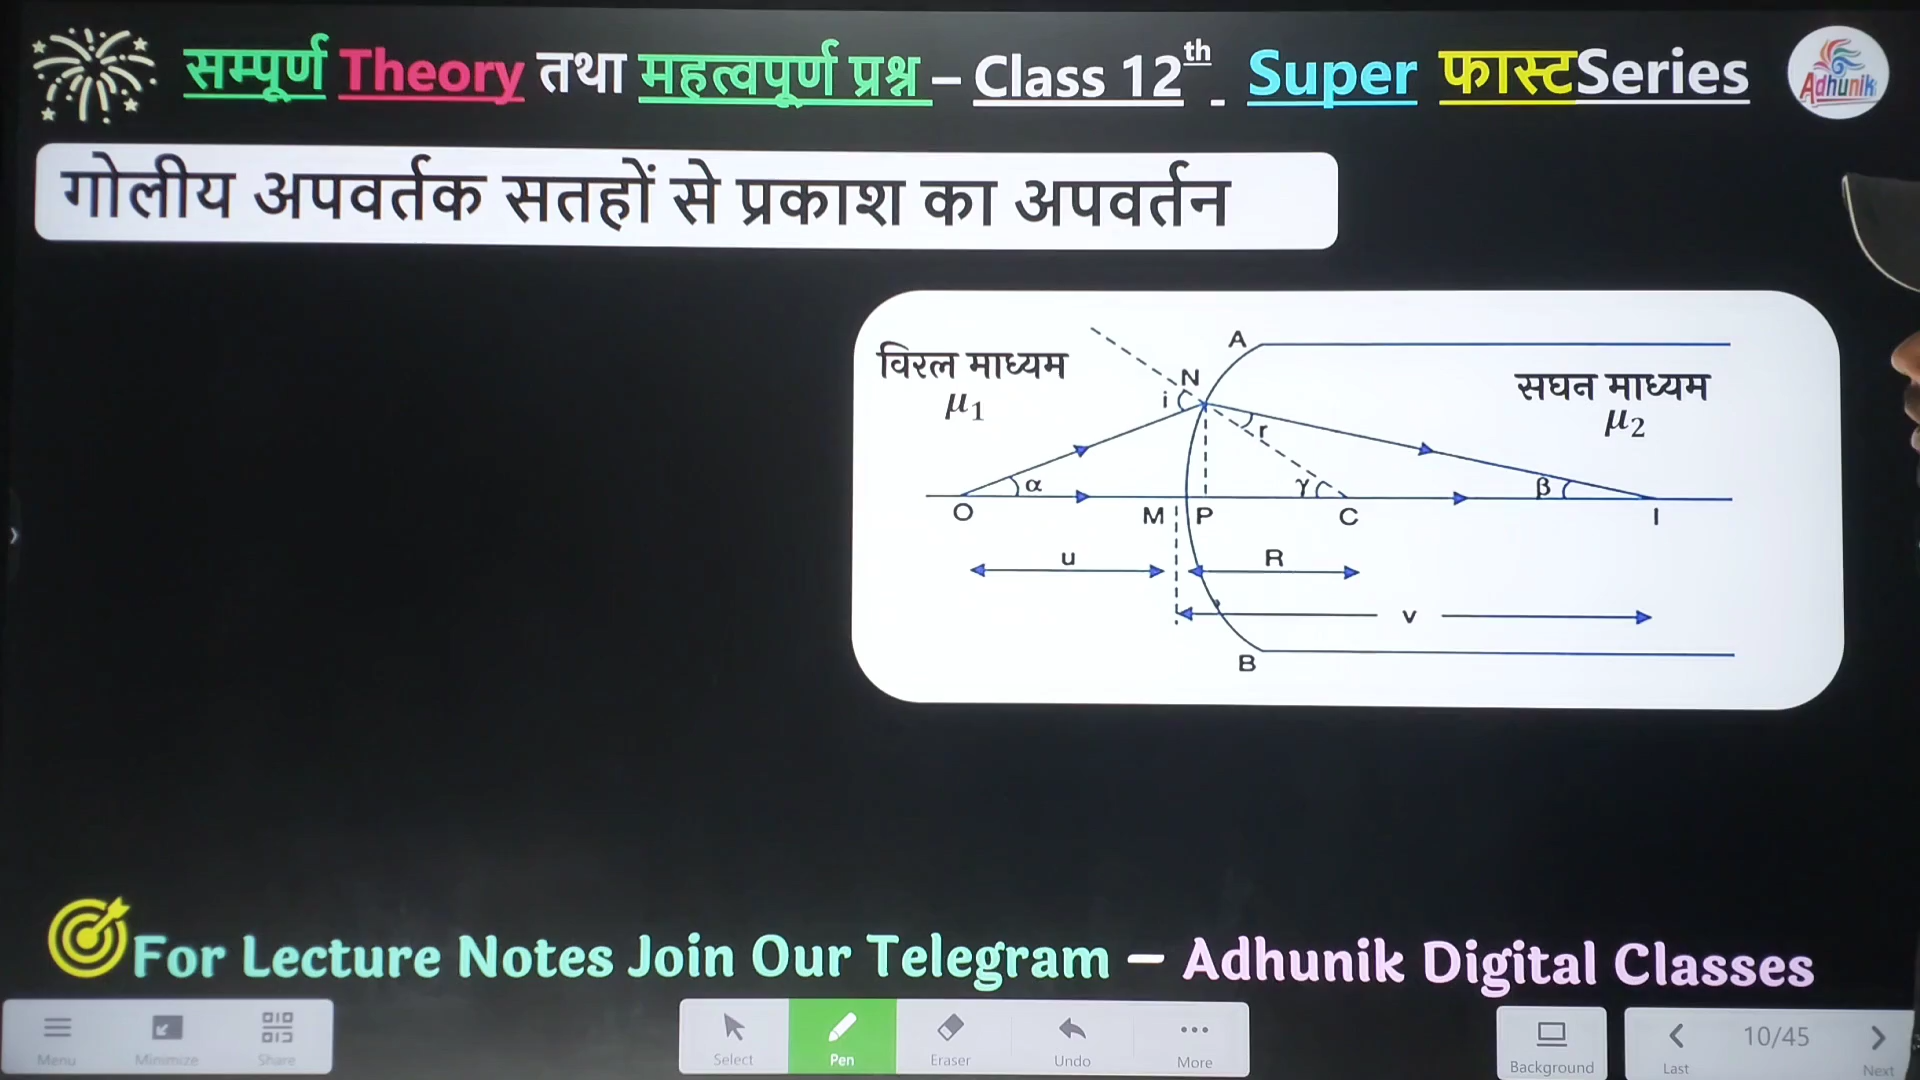 सम्पूर्ण Theory तथा महत्वपूर्ण प्रश्न – Class 12th - Super फास्टSeries
Adhunik
गोलीय अपवर्तक सतहों से प्रकाश का अपवर्तन
A
विरल माध्यम
μ1
N
i
सघन माध्यम
μ2
r
α
γ
β
O
M
P
C
I
u
R
v
B
For Lecture Notes Join Our Telegram – Adhunik Digital Classes
Menu
Minimize
Share
Select
Pen
Eraser
Undo
More
Background
Last
10/45
Next